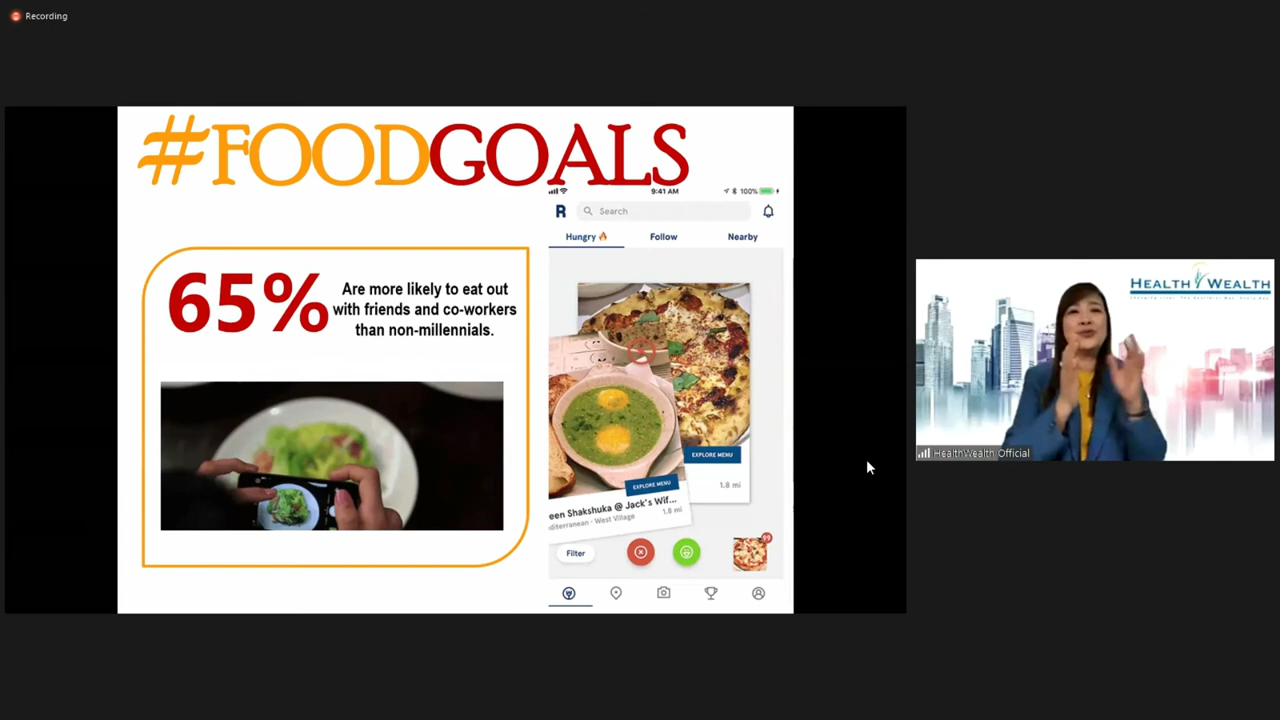 Recording
#FOODGOALS
65%
Are more likely to eat out
with friends and co-workers
than non-millennials.
9:41 AM
100%
R
Search
Hungry 🔥
Follow
Nearby
EXPLORE MENU
1.8 mi
EXPLORE MENU
een Shakshuka @ Jack's Wif...
diterranean · West Village
1.8 mi
Filter
99
HEALTH WEALTH
HealthWealth Official